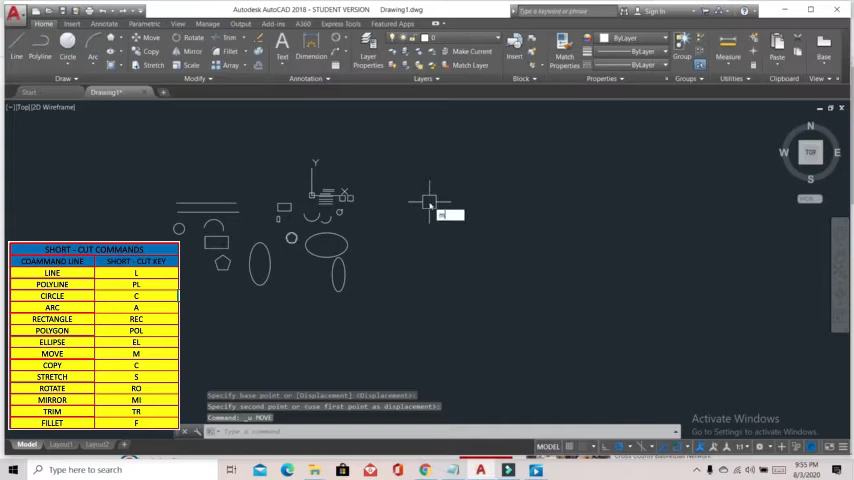 Autodesk AutoCAD 2018 - STUDENT VERSION Drawing1.dwg
Type a keyword or phrase
Sign In
Home Insert Annotate Parametric View Manage Output Add-ins A360 Express Tools Featured Apps
Line Polyline Circle Arc
Move Rotate Trim
Copy Mirror Fillet
Stretch Scale Array
Text Dimension
Layer Properties
0
Make Current
Match Layer
Insert
Match Properties
ByLayer
ByLayer
ByLayer
Group
Measure
Paste
Base
Draw Modify Annotation Layers Block Properties Groups Utilities Clipboard View
Start Drawing1*
[−][Top][2D Wireframe]
N
W TOP E
S
Y
m
SHORT - CUT COMMANDS
COAMMAND LINE SHORT - CUT KEY
LINE L
POLYLINE PL
CIRCLE C
ARC A
RECTANGLE REC
POLYGON POL
ELLIPSE EL
MOVE M
COPY C
STRETCH S
ROTATE RO
MIRROR MI
TRIM TR
FILLET F
Specify base point or [Displacement] <Displacement>:
Specify second point or <use first point as displacement>:
Command: _u MOVE
Type a command
Activate Windows
Go to Settings to activate Windows.
Model Layout1 Layout2
MODEL
1:1
Type here to search
9:55 PM
8/3/2020